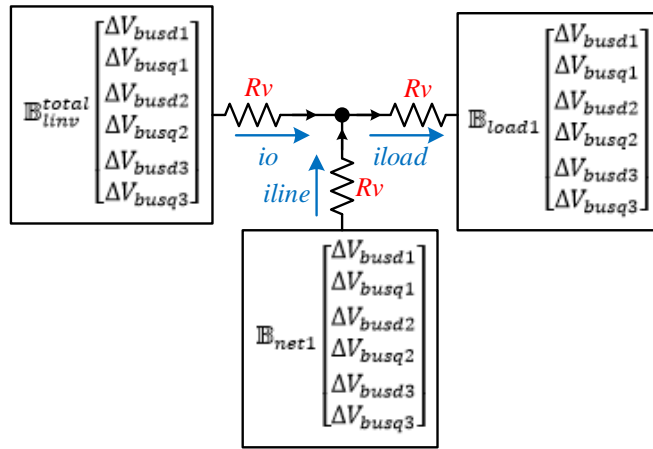 𝔹_{linv}^{total} [ΔV_{busd1}
ΔV_{busq1}
ΔV_{busd2}
ΔV_{busq2}
ΔV_{busd3}
ΔV_{busq3}]
Rv
io
Rv
iload
𝔹_{load1} [ΔV_{busd1}
ΔV_{busq1}
ΔV_{busd2}
ΔV_{busq2}
ΔV_{busd3}
ΔV_{busq3}]
iline
Rv
𝔹_{net1} [ΔV_{busd1}
ΔV_{busq1}
ΔV_{busd2}
ΔV_{busq2}
ΔV_{busd3}
ΔV_{busq3}]